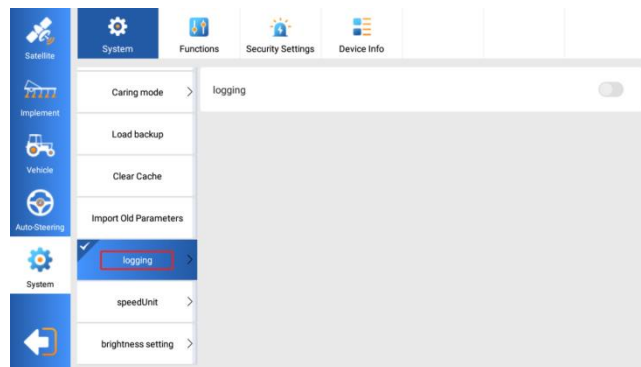 Satellite
Implement
Vehicle
Auto-Steering
System
System
Functions
Security Settings
Device Info
Caring mode
Load backup
Clear Cache
Import Old Parameters
logging
speedUnit
brightness setting
logging